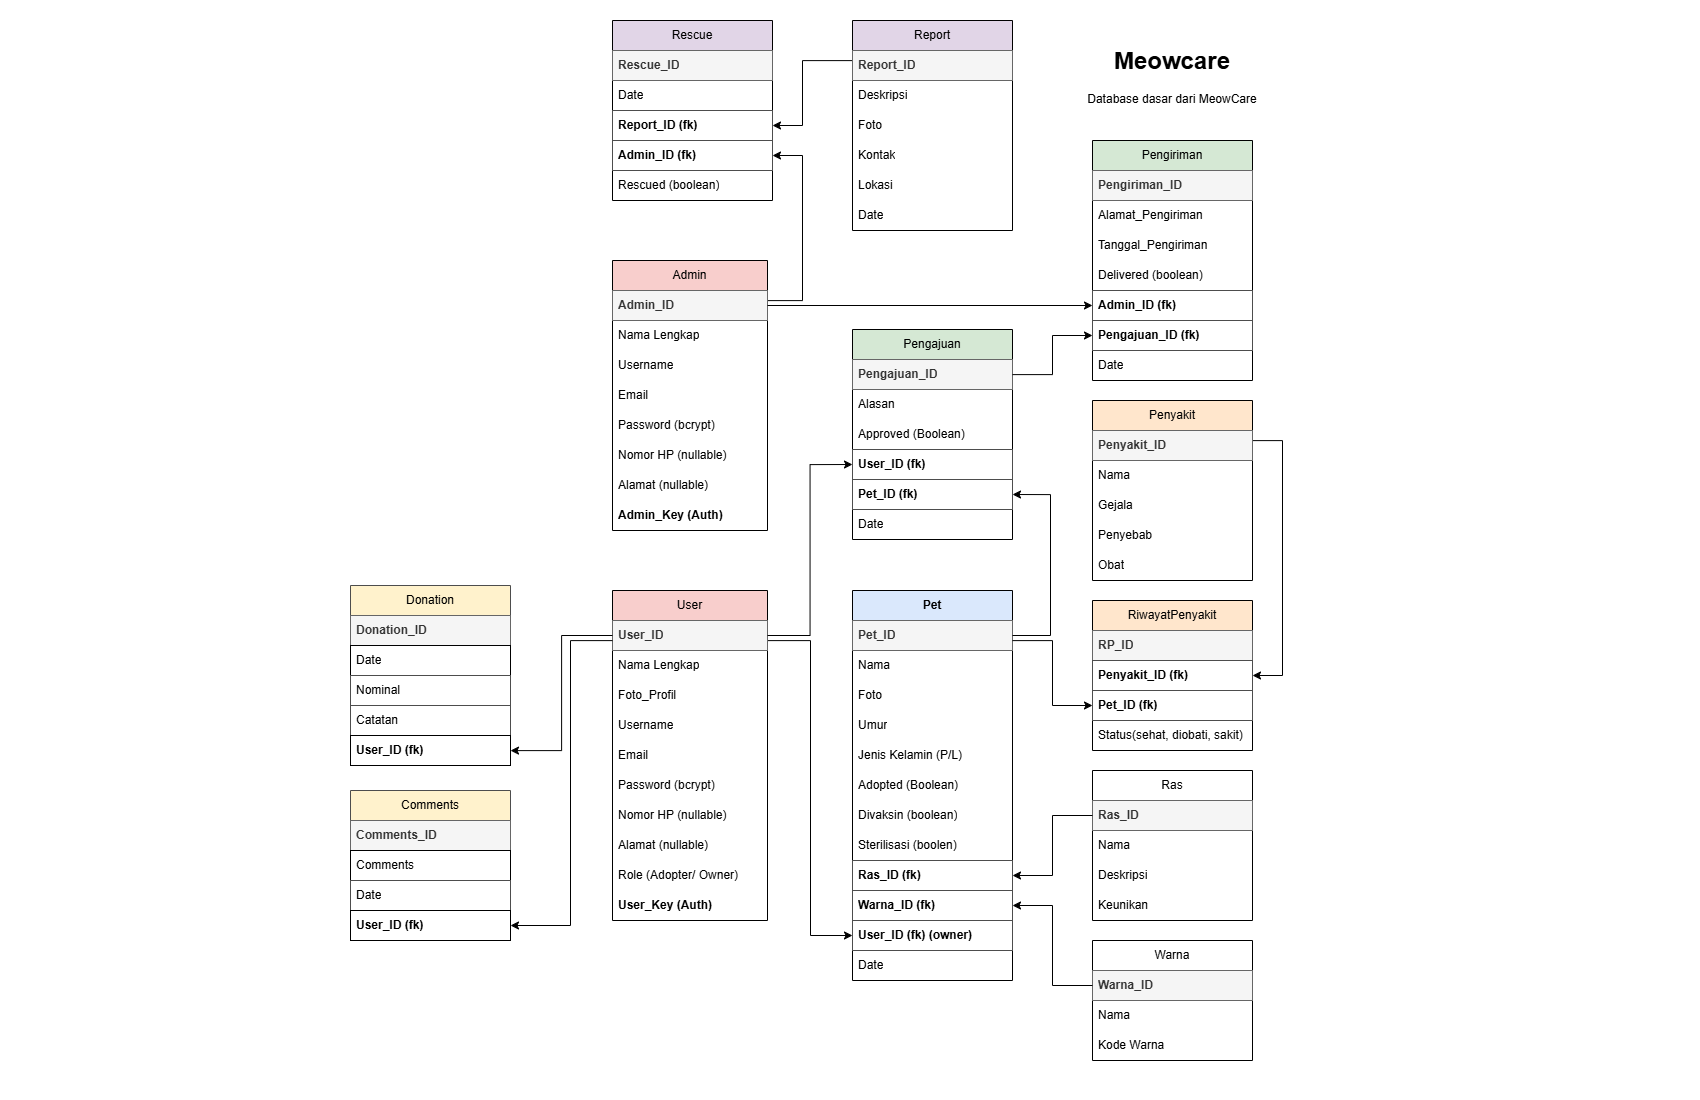 Rescue
Rescue_ID
Date
Report_ID (fk)
Admin_ID (fk)
Rescued (boolean)
Report
Report_ID
Deskripsi
Foto
Kontak
Lokasi
Date
Meowcare
Database dasar dari MeowCare
Pengiriman
Pengiriman_ID
Alamat_Pengiriman
Tanggal_Pengiriman
Delivered (boolean)
Admin_ID (fk)
Pengajuan_ID (fk)
Date
Admin
Admin_ID
Nama Lengkap
Username
Email
Password (bcrypt)
Nomor HP (nullable)
Alamat (nullable)
Admin_Key (Auth)
Pengajuan
Pengajuan_ID
Alasan
Approved (Boolean)
User_ID (fk)
Pet_ID (fk)
Date
Penyakit
Penyakit_ID
Nama
Gejala
Penyebab
Obat
Donation
Donation_ID
Date
Nominal
Catatan
User_ID (fk)
Comments
Comments_ID
Comments
Date
User_ID (fk)
User
User_ID
Nama Lengkap
Foto_Profil
Username
Email
Password (bcrypt)
Nomor HP (nullable)
Alamat (nullable)
Role (Adopter/ Owner)
User_Key (Auth)
Pet
Pet_ID
Nama
Foto
Umur
Jenis Kelamin (P/L)
Adopted (Boolean)
Divaksin (boolean)
Sterilisasi (boolen)
Ras_ID (fk)
Warna_ID (fk)
User_ID (fk) (owner)
Date
RiwayatPenyakit
RP_ID
Penyakit_ID (fk)
Pet_ID (fk)
Status(sehat, diobati, sakit)
Ras
Ras_ID
Nama
Deskripsi
Keunikan
Warna
Warna_ID
Nama
Kode Warna